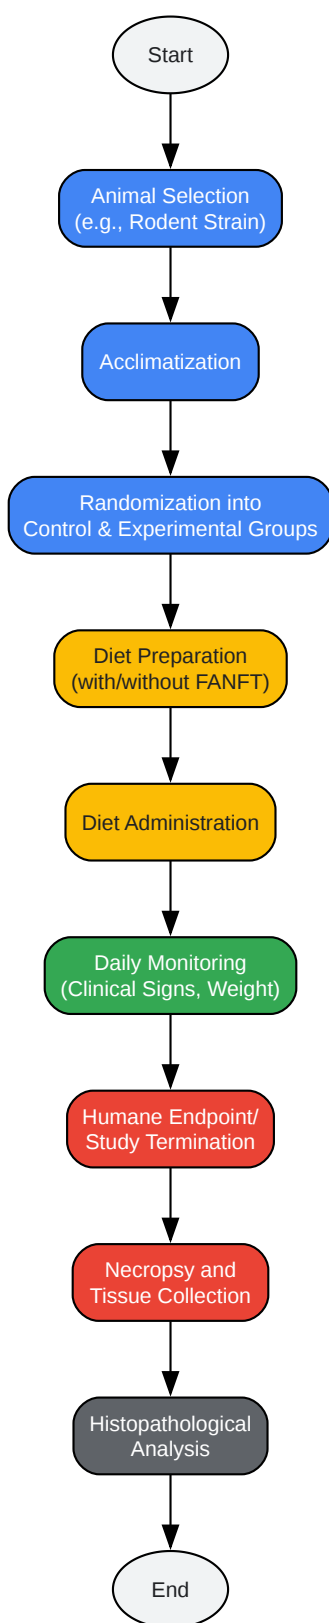 Start
Animal Selection
(e.g., Rodent Strain)
Acclimatization
Randomization into
Control & Experimental Groups
Diet Preparation
(with/without FANFT)
Diet Administration
Daily Monitoring
(Clinical Signs, Weight)
Humane Endpoint/
Study Termination
Necropsy and
Tissue Collection
Histopathological
Analysis
End